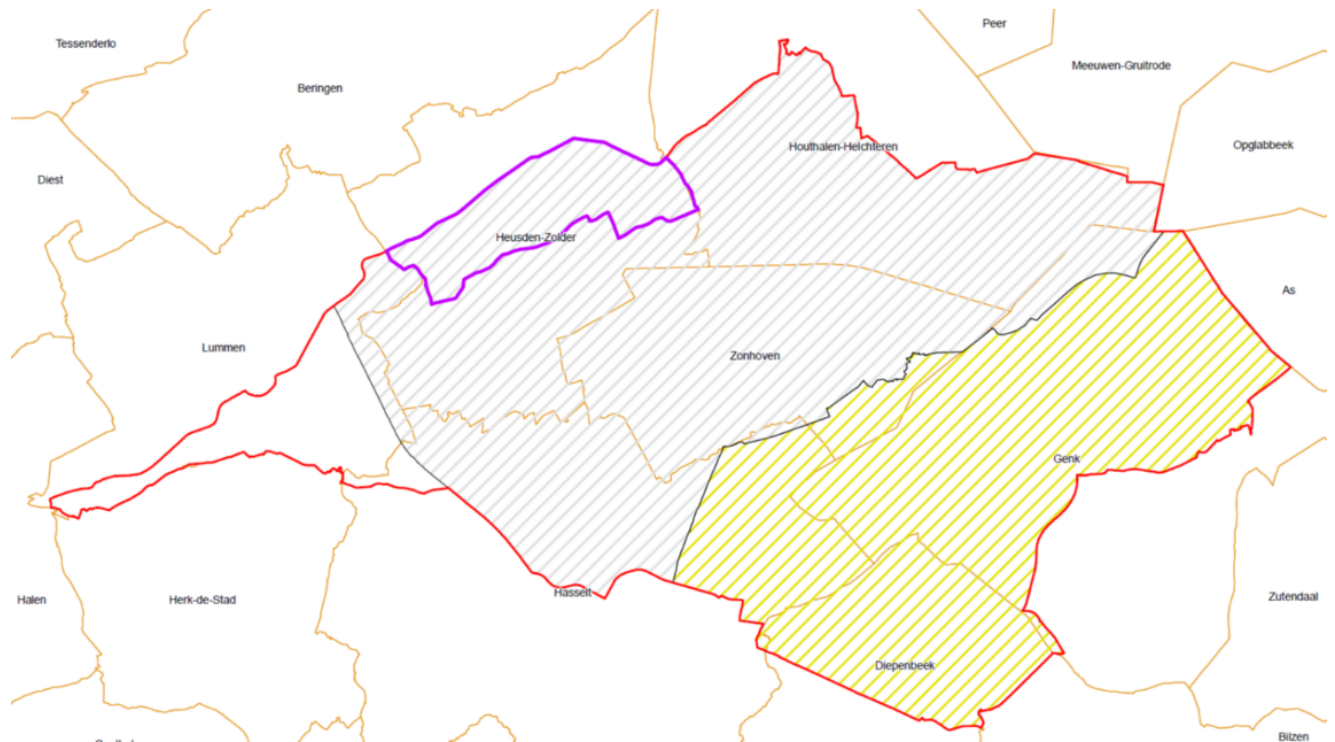 Peer
Tessenderlo
Meeuwen-Gruitrode
Beringen
Houthalen-Helchteren
Opglabbeek
Diest
Heusden-Zolder
As
Lummen
Zonhoven
Genk
Hasselt
Halen
Herk-de-Stad
Zutendaal
Diepenbeek
Bilzen